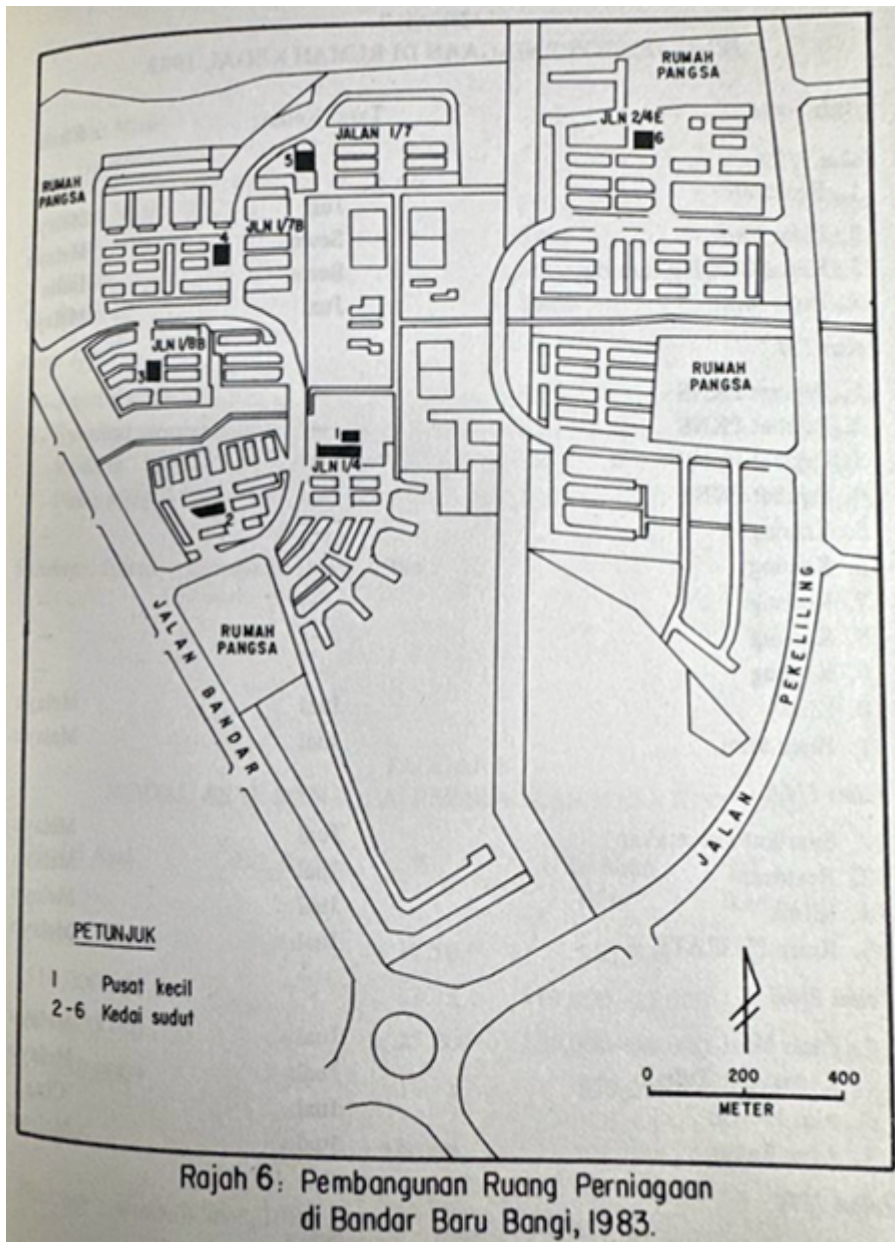 RUMAH
PANGSA
JLN 2/4E
6
JALAN 1/7
5
RUMAH
PANGSA
JLN 1/7B
4
JLN 1/8B
3
RUMAH
PANGSA
1
JLN 1/4
2
RUMAH
PANGSA
JALAN BANDAR
JALAN PEKELILING
PETUNJUK
1 Pusat kecil
2-6 Kedai sudut
0 200 400
METER
Rajah 6: Pembangunan Ruang Perniagaan
di Bandar Baru Bangi, 1983.